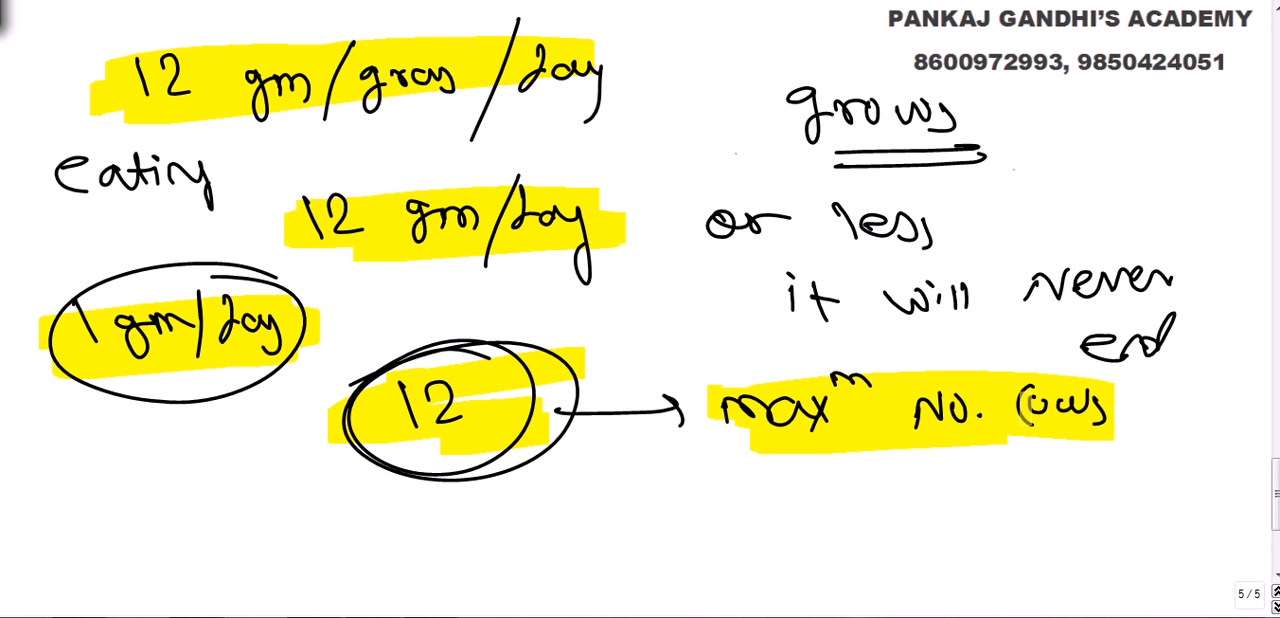 PANKAJ GANDHI'S ACADEMY
8600972993, 9850424051
12 gm/grass/day
grows
eating
12 gm/day
or less
it will never
end
1 gm/day
12 → maxᵐ No. Cows
5 / 5